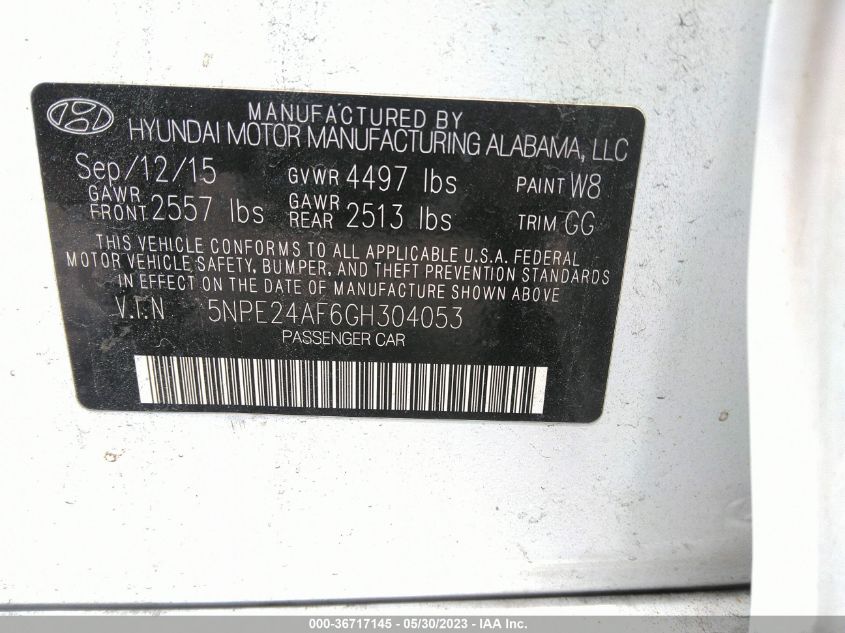 MANUFACTURED BY
HYUNDAI MOTOR MANUFACTURING ALABAMA, LLC
Sep/12/15 GVWR 4497 lbs PAINT W8
GAWR FRONT 2557 lbs GAWR REAR 2513 lbs TRIM GG
THIS VEHICLE CONFORMS TO ALL APPLICABLE U.S.A. FEDERAL
MOTOR VEHICLE SAFETY, BUMPER, AND THEFT PREVENTION STANDARDS
IN EFFECT ON THE DATE OF MANUFACTURE SHOWN ABOVE
V.I.N 5NPE24AF6GH304053
PASSENGER CAR
000-36717145 - 05/30/2023 - IAA Inc.